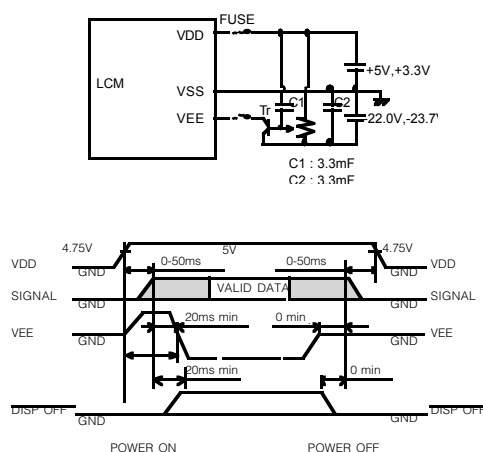 FUSE
VDD
LCM
+5V,+3.3V
VSS
C1
C2
Tr
VEE
-22.0V,-23.7V
C1 : 3.3mF
C2 : 3.3mF
4.75V
5V
4.75V
0-50ms
0-50ms
VDD
GND
GND
VDD
VALID DATA
SIGNAL
GND
GND
SIGNAL
20ms min
0 min
VEE
GND
GND
VEE
20ms min
0 min
DISP OFF
GND
GND
DISP OFF
POWER ON
POWER OFF